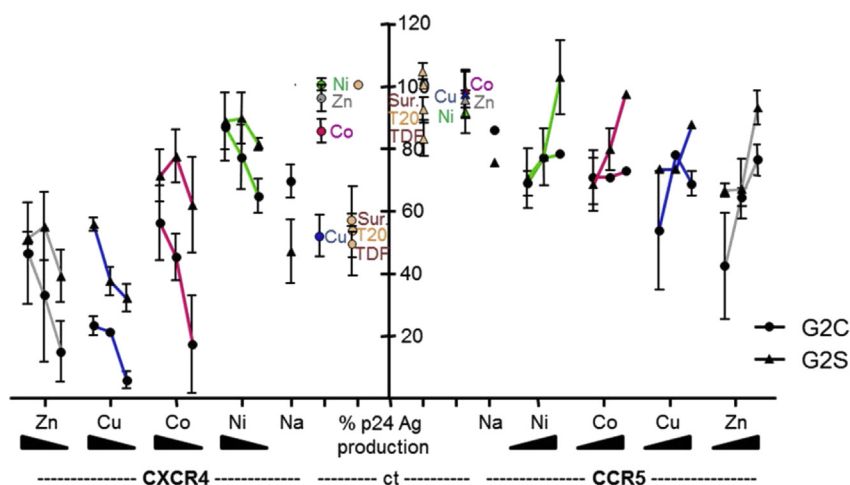 120
100
80
60
40
20
Ni
Zn
Co
Cu
Sur.
T20
TDF
Sur.
T20
TDF
Co
Cu
Zn
Ni
G2C
G2S
Zn Cu Co Ni Na % p24 Ag production Na Ni Co Cu Zn
CXCR4 ct CCR5